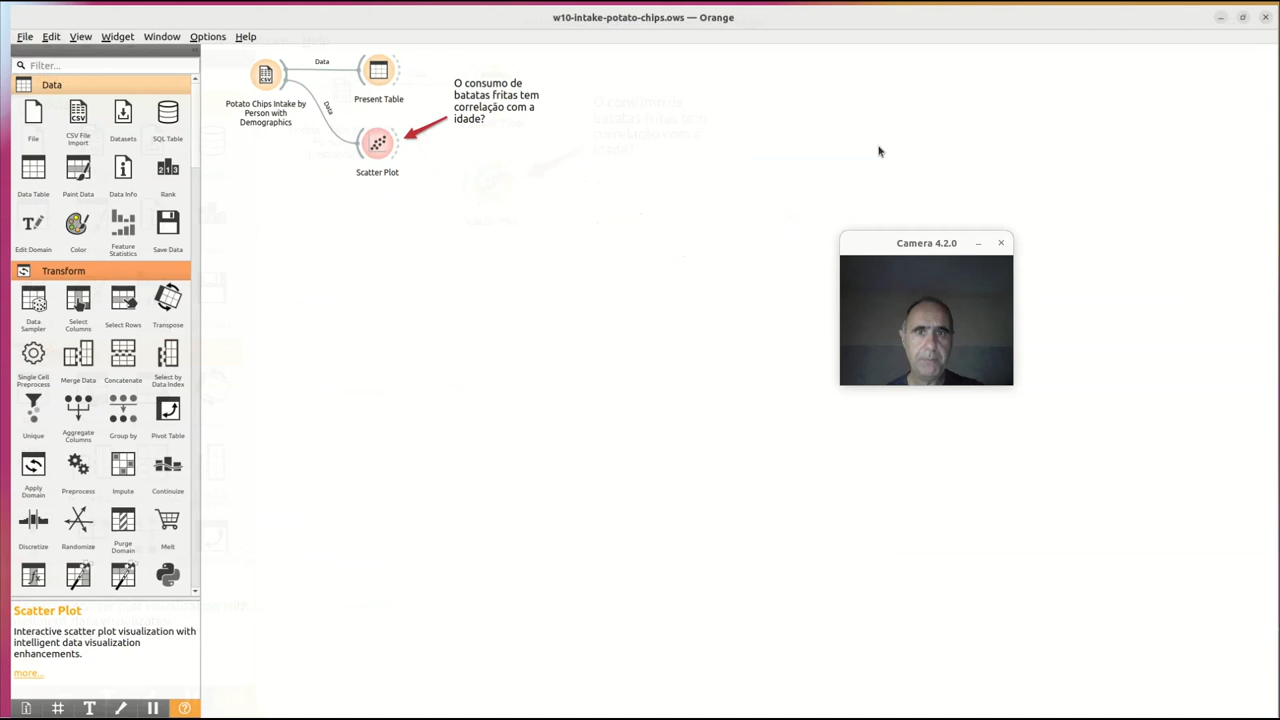 w10-intake-potato-chips.ows — Orange
File Edit View Widget Window Options Help
Filter...
Data
File
CSV File
Import
Datasets
SQL Table
Data Table
Paint Data
Data Info
Rank
Edit Domain
Color
Feature
Statistics
Save Data
Transform
Data
Sampler
Select
Columns
Select Rows
Transpose
Single Cell
Preprocess
Merge Data
Concatenate
Select by
Data Index
Unique
Aggregate
Columns
Group by
Pivot Table
Apply
Domain
Preprocess
Impute
Continuize
Discretize
Randomize
Purge
Domain
Melt
Scatter Plot
Interactive scatter plot visualization with
intelligent data visualization
enhancements.
more...
Data
Data
CSV
Potato Chips Intake by
Person with
Demographics
Present Table
Scatter Plot
O consumo de
batatas fritas tem
correlação com a
idade?
Camera 4.2.0